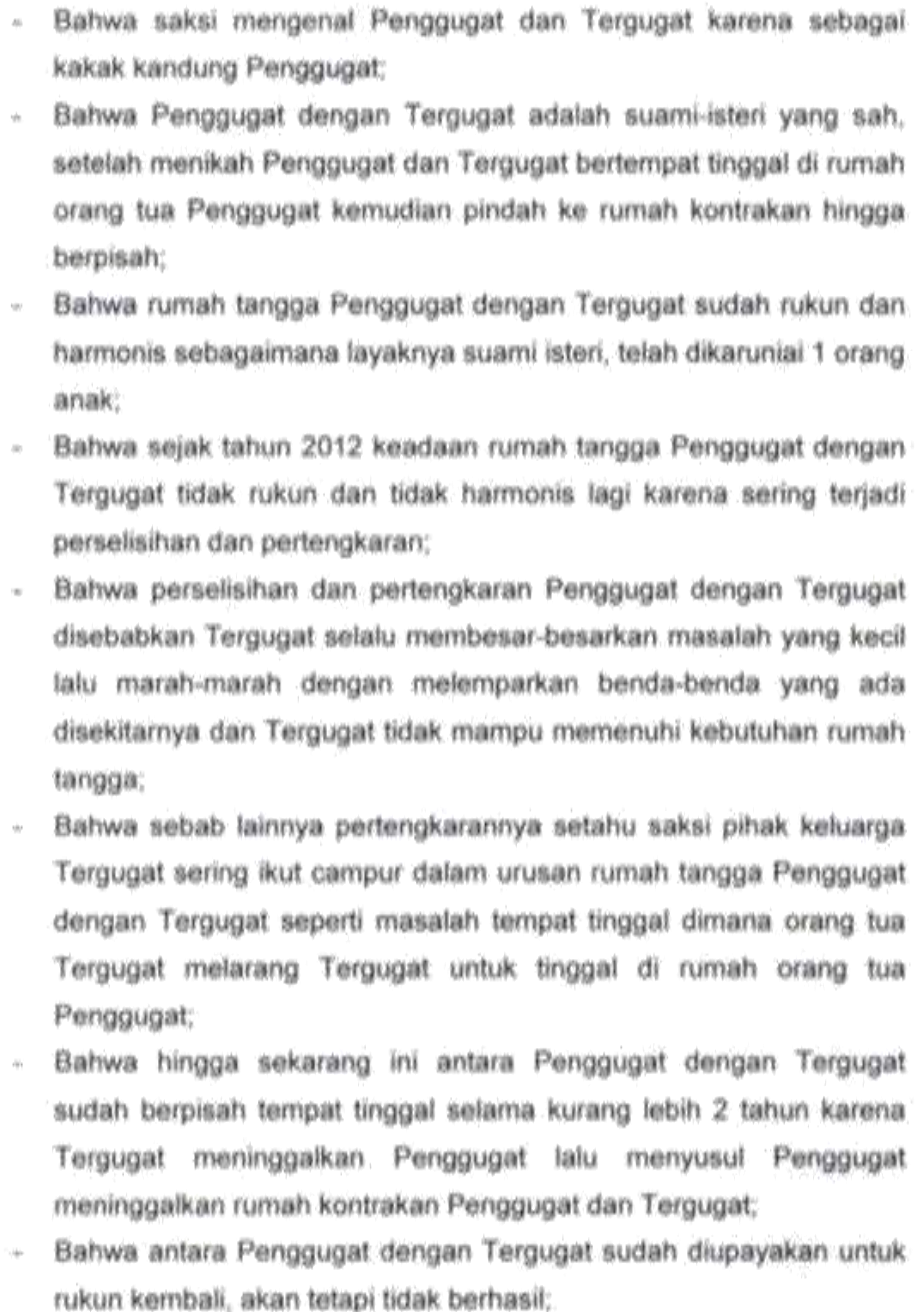 - Bahwa saksi mengenal Penggugat dan Tergugat karena sebagai
kakak kandung Penggugat;
- Bahwa Penggugat dengan Tergugat adalah suami-isteri yang sah,
setelah menikah Penggugat dan Tergugat bertempat tinggal di rumah
orang tua Penggugat kemudian pindah ke rumah kontrakan hingga
berpisah;
- Bahwa rumah tangga Penggugat dengan Tergugat sudah rukun dan
harmonis sebagaimana layaknya suami isteri, telah dikaruniai 1 orang
anak;
- Bahwa sejak tahun 2012 keadaan rumah tangga Penggugat dengan
Tergugat tidak rukun dan tidak harmonis lagi karena sering terjadi
perselisihan dan pertengkaran;
- Bahwa perselisihan dan pertengkaran Penggugat dengan Tergugat
disebabkan Tergugat selalu membesar-besarkan masalah yang kecil
lalu marah-marah dengan melemparkan benda-benda yang ada
disekitarnya dan Tergugat tidak mampu memenuhi kebutuhan rumah
tangga;
- Bahwa sebab lainnya pertengkarannya setahu saksi pihak keluarga
Tergugat sering ikut campur dalam urusan rumah tangga Penggugat
dengan Tergugat seperti masalah tempat tinggal dimana orang tua
Tergugat melarang Tergugat untuk tinggal di rumah orang tua
Penggugat;
- Bahwa hingga sekarang ini antara Penggugat dengan Tergugat
sudah berpisah tempat tinggal selama kurang lebih 2 tahun karena
Tergugat meninggalkan Penggugat lalu menyusul Penggugat
meninggalkan rumah kontrakan Penggugat dan Tergugat;
- Bahwa antara Penggugat dengan Tergugat sudah diupayakan untuk
rukun kembali, akan tetapi tidak berhasil;